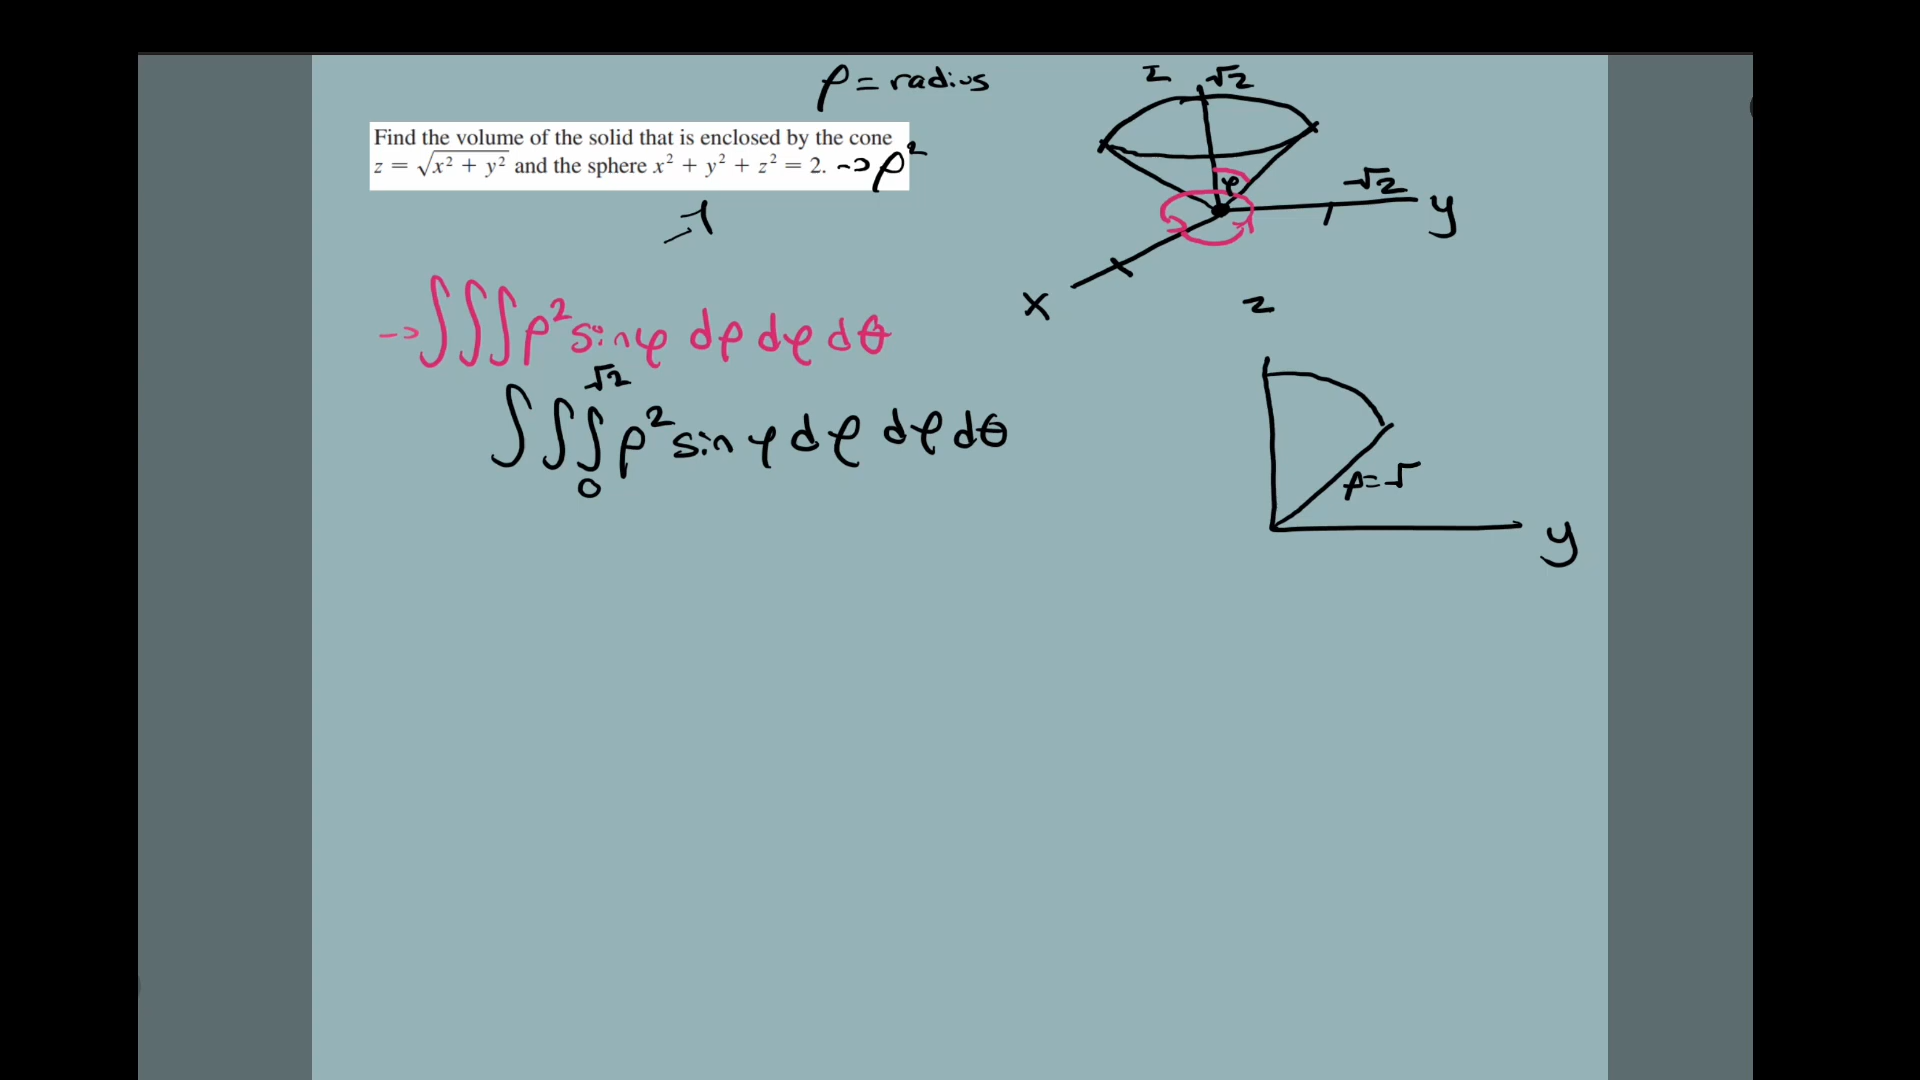 ρ = radius
Find the volume of the solid that is enclosed by the cone
z = √(x² + y²) and the sphere x² + y² + z² = 2. -> ρ²
-> ∫∫∫ρ² sin φ dρ dφ dθ
√2
∫∫∫ρ² sin φ dρ dφ dθ
0
√2
φ
√2
y
x
z
ρ=√
y